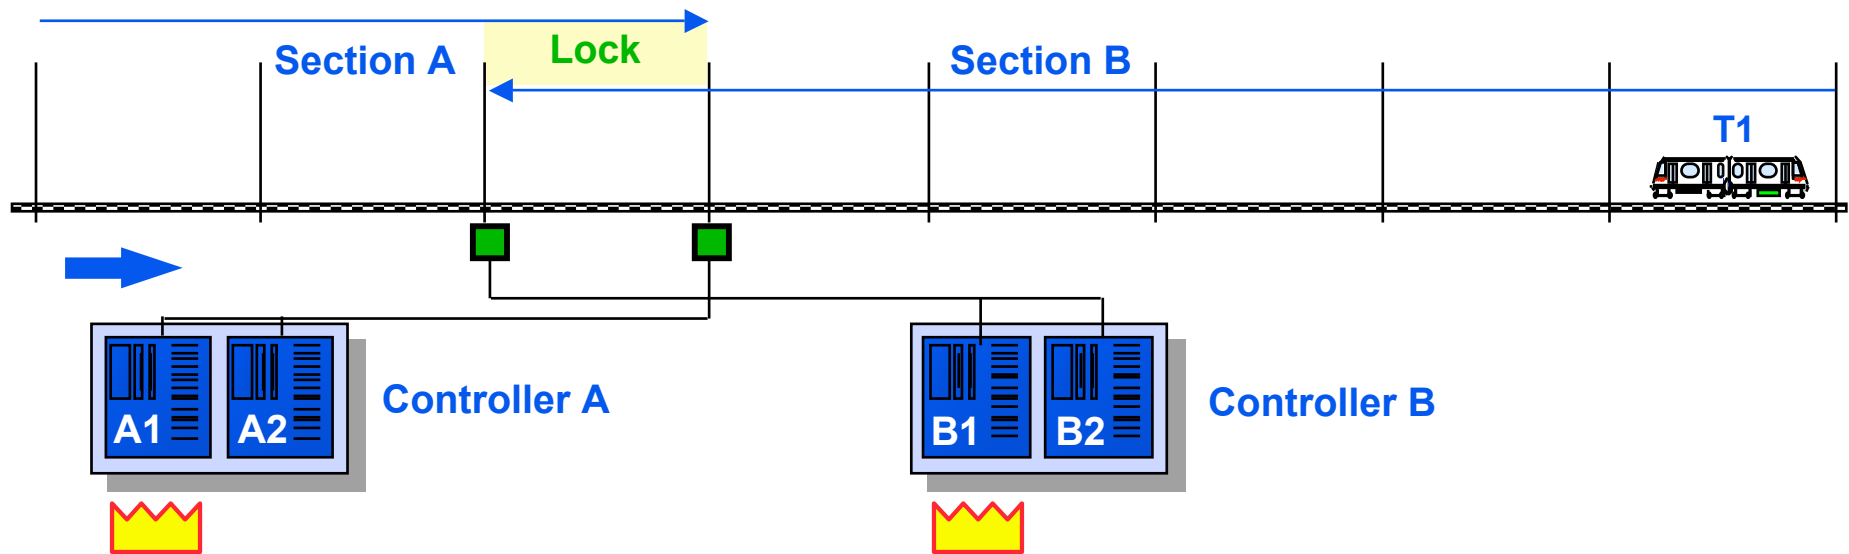 Section A
Lock
Section B
T1
A1
A2
Controller A
B1
B2
Controller B